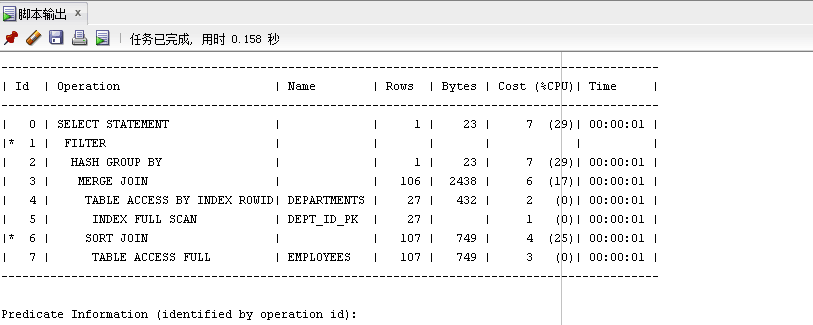 脚本输出 x
任务已完成, 用时 0.158 秒
--------------------------------------------------------------------------------------------------
| Id  | Operation                      | Name        | Rows  | Bytes | Cost (%CPU)| Time     |
--------------------------------------------------------------------------------------------------
|   0 | SELECT STATEMENT               |             |     1 |    23 |     7  (29)| 00:00:01 |
|*  1 |  FILTER                        |             |       |       |            |          |
|   2 |   HASH GROUP BY                |             |     1 |    23 |     7  (29)| 00:00:01 |
|   3 |    MERGE JOIN                  |             |   106 |  2438 |     6  (17)| 00:00:01 |
|   4 |     TABLE ACCESS BY INDEX ROWID| DEPARTMENTS |    27 |   432 |     2   (0)| 00:00:01 |
|   5 |      INDEX FULL SCAN           | DEPT_ID_PK  |    27 |       |     1   (0)| 00:00:01 |
|*  6 |     SORT JOIN                  |             |   107 |   749 |     4  (25)| 00:00:01 |
|   7 |      TABLE ACCESS FULL         | EMPLOYEES   |   107 |   749 |     3   (0)| 00:00:01 |
--------------------------------------------------------------------------------------------------
Predicate Information (identified by operation id):